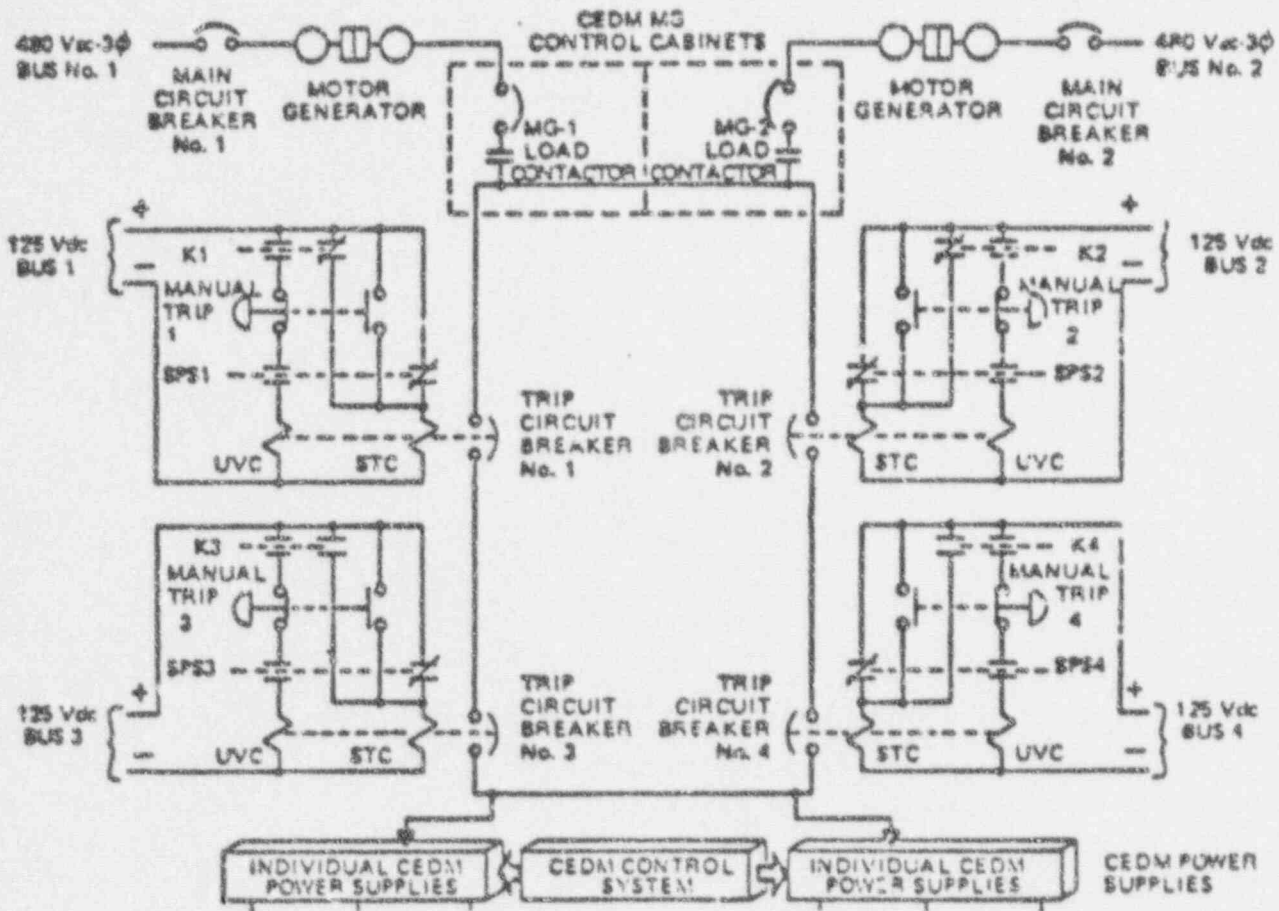 CEDM MG
CONTROL CABINETS
480 Vac-3ϕ
BUS No. 1
MAIN
CIRCUIT
BREAKER
No. 1
MOTOR
GENERATOR
MG-1
LOAD
CONTACTOR
MG-2
LOAD
CONTACTOR
MOTOR
GENERATOR
MAIN
CIRCUIT
BREAKER
No. 2
480 Vac-3ϕ
BUS No. 2
125 Vdc
BUS 1
+
−
K1
MANUAL
TRIP
1
SPS1
UVC
STC
TRIP
CIRCUIT
BREAKER
No. 1
TRIP
CIRCUIT
BREAKER
No. 2
K2
MANUAL
TRIP
2
SPS2
STC
UVC
+
−
125 Vdc
BUS 2
K3
MANUAL
TRIP
3
SPS3
+
−
125 Vdc
BUS 3
UVC
STC
TRIP
CIRCUIT
BREAKER
No. 3
TRIP
CIRCUIT
BREAKER
No. 4
K4
MANUAL
TRIP
4
SPS4
STC
UVC
+
−
125 Vdc
BUS 4
INDIVIDUAL CEDM
POWER SUPPLIES
CEDM CONTROL
SYSTEM
INDIVIDUAL CEDM
POWER SUPPLIES
CEDM POWER
SUPPLIES